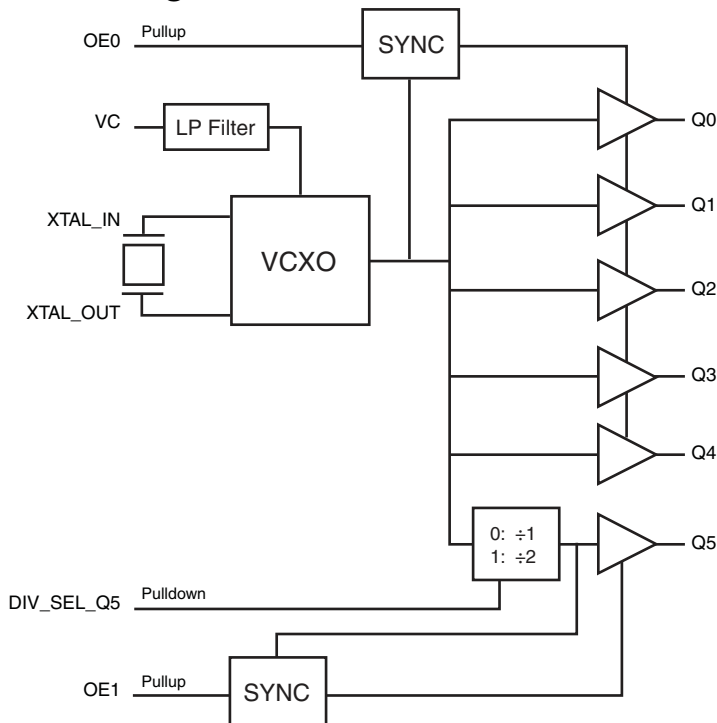 OE0
Pullup
SYNC
VC
LP Filter
Q0
XTAL_IN
Q1
VCXO
Q2
XTAL_OUT
Q3
Q4
0: ÷1
1: ÷2
Q5
DIV_SEL_Q5
Pulldown
OE1
Pullup
SYNC